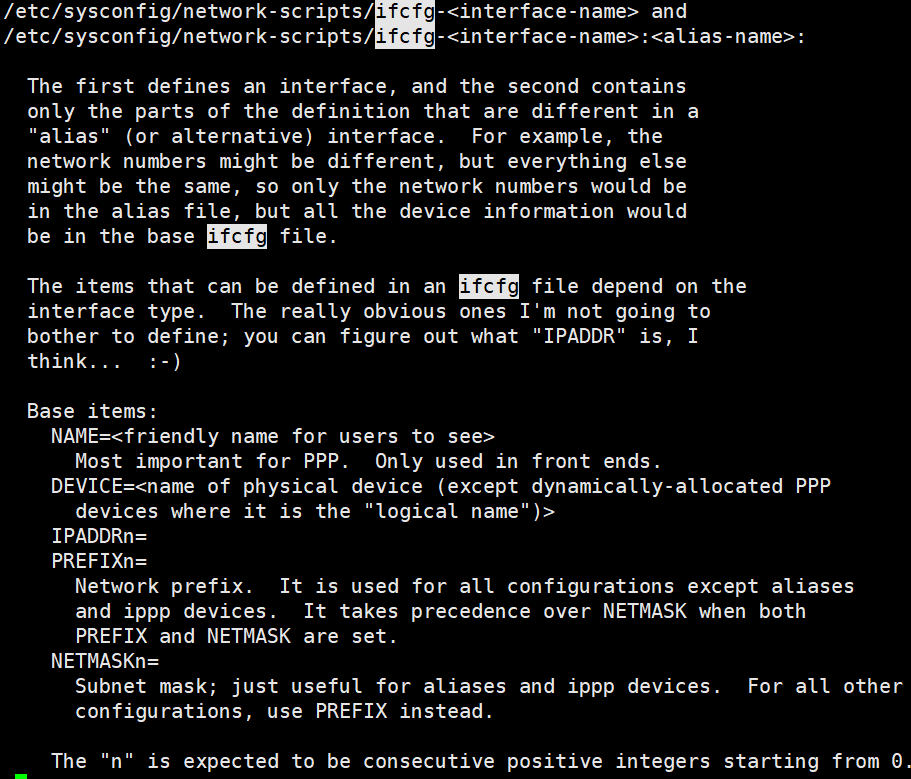 /etc/sysconfig/network-scripts/ifcfg-<interface-name> and
/etc/sysconfig/network-scripts/ifcfg-<interface-name>:<alias-name>:
The first defines an interface, and the second contains
only the parts of the definition that are different in a
"alias" (or alternative) interface.  For example, the
network numbers might be different, but everything else
might be the same, so only the network numbers would be
in the alias file, but all the device information would
be in the base ifcfg file.
The items that can be defined in an ifcfg file depend on the
interface type.  The really obvious ones I'm not going to
bother to define; you can figure out what "IPADDR" is, I
think...  :-)
Base items:
NAME=<friendly name for users to see>
Most important for PPP.  Only used in front ends.
DEVICE=<name of physical device (except dynamically-allocated PPP
devices where it is the "logical name")>
IPADDRn=
PREFIXn=
Network prefix.  It is used for all configurations except aliases
and ippp devices.  It takes precedence over NETMASK when both
PREFIX and NETMASK are set.
NETMASKn=
Subnet mask; just useful for aliases and ippp devices.  For all other
configurations, use PREFIX instead.
The "n" is expected to be consecutive positive integers starting from 0.